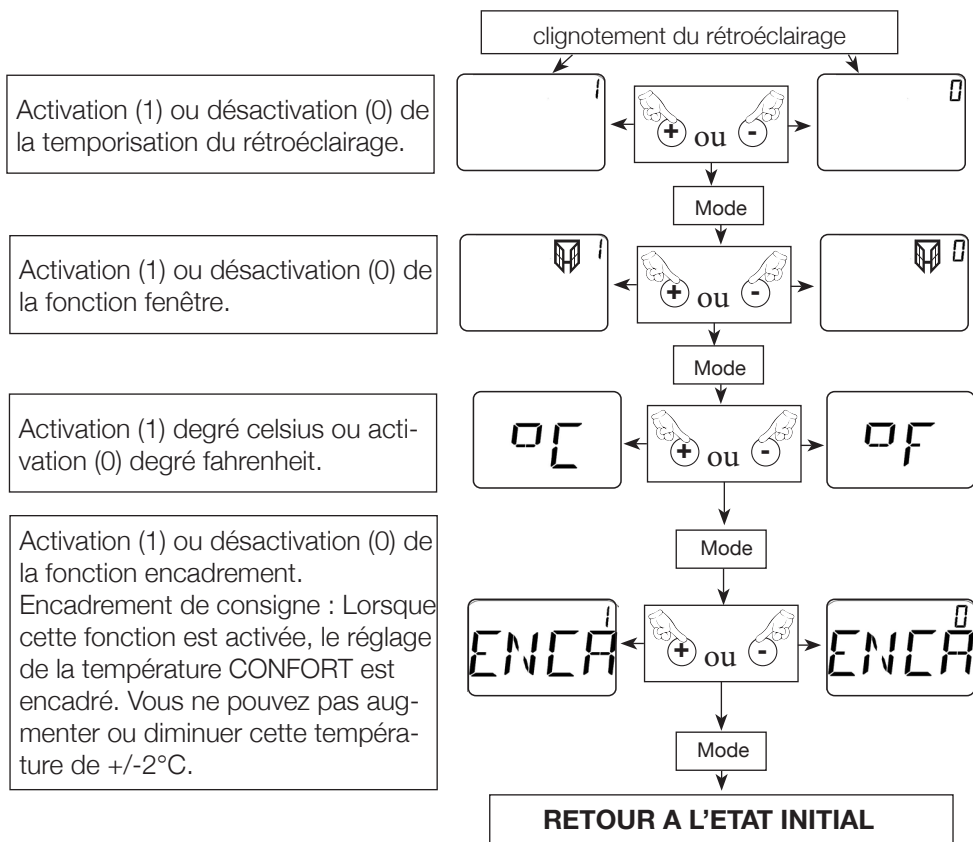 clignotement du rétroéclairage
Activation (1) ou désactivation (0) de
la temporisation du rétroéclairage.
1
+ ou -
0
Mode
Activation (1) ou désactivation (0) de
la fonction fenêtre.
1
+ ou -
0
Mode
Activation (1) degré celsius ou acti-
vation (0) degré fahrenheit.
°C
+ ou -
°F
Mode
Activation (1) ou désactivation (0) de
la fonction encadrement.
Encadrement de consigne : Lorsque
cette fonction est activée, le réglage
de la température CONFORT est
encadré. Vous ne pouvez pas aug-
menter ou diminuer cette tempéra-
ture de +/-2°C.
1
ENCA
+ ou -
0
ENCA
Mode
RETOUR A L'ETAT INITIAL